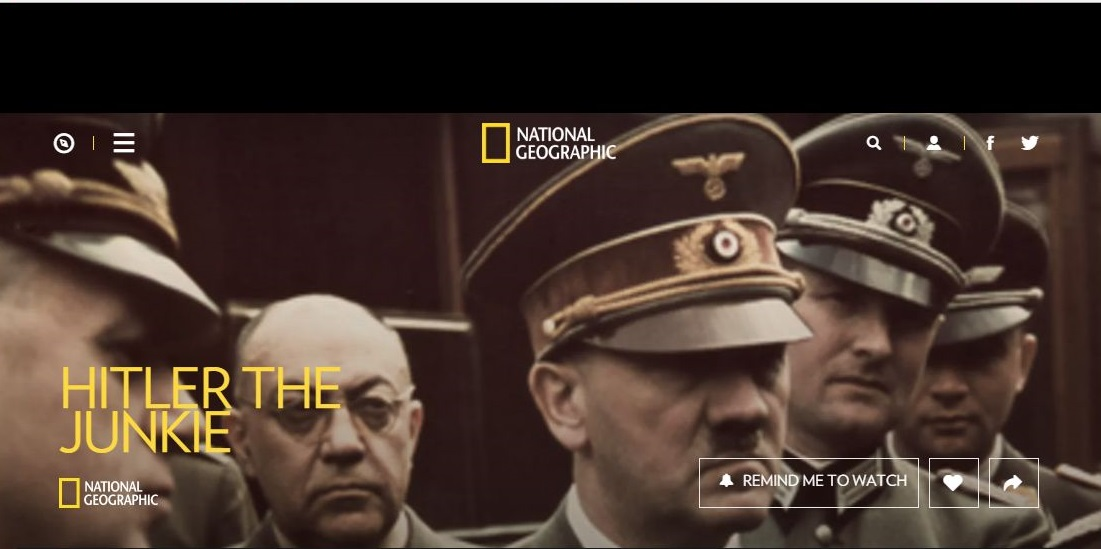 NATIONAL
GEOGRAPHIC
HITLER THE
JUNKIE
NATIONAL
GEOGRAPHIC
REMIND ME TO WATCH